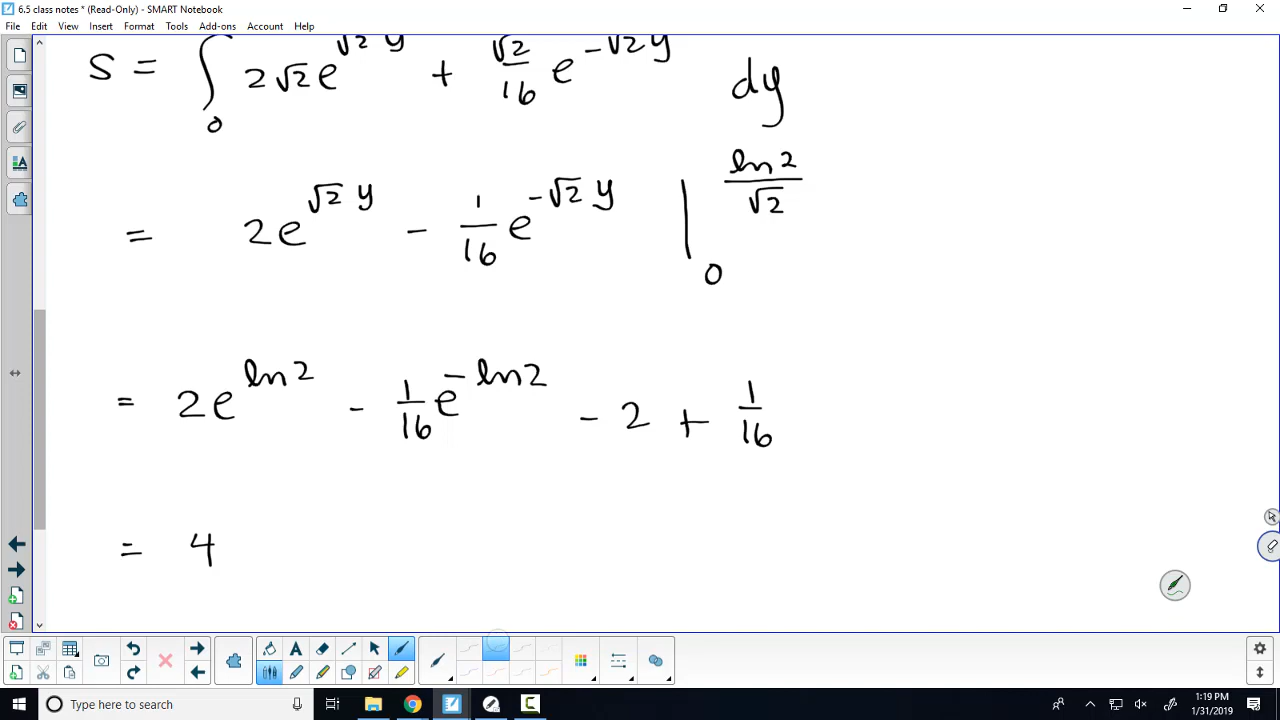 6.5 class notes * (Read-Only) - SMART Notebook
File Edit View Insert Format Tools Add-ons Account Help
S = ∫₀ 2√2e^(√2 y) + √2/16 e^(-√2 y) dy
= 2e^(√2 y) - 1/16 e^(-√2 y) |₀^(ln2/√2)
= 2e^(ln2) - 1/16 e^(-ln2) - 2 + 1/16
= 4
Type here to search
1:19 PM
1/31/2019